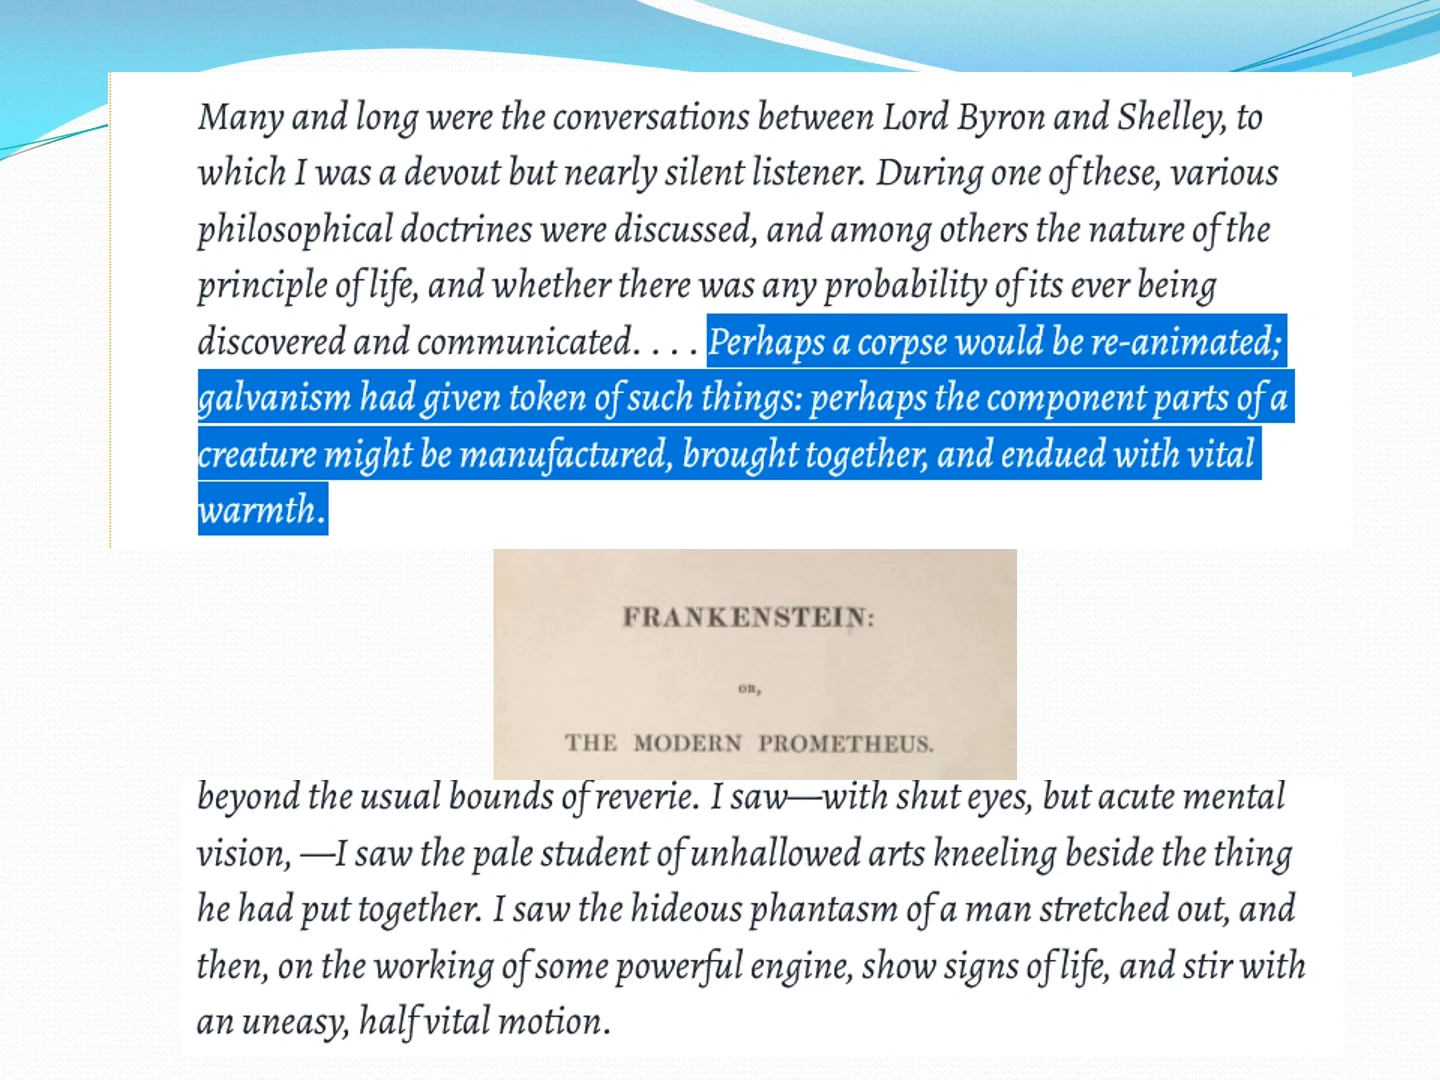 Many and long were the conversations between Lord Byron and Shelley, to
which I was a devout but nearly silent listener. During one of these, various
philosophical doctrines were discussed, and among others the nature of the
principle of life, and whether there was any probability of its ever being
discovered and communicated. . . . Perhaps a corpse would be re-animated;
galvanism had given token of such things: perhaps the component parts of a
creature might be manufactured, brought together, and endued with vital
warmth.
FRANKENSTEIN:
OR,
THE MODERN PROMETHEUS.
beyond the usual bounds of reverie. I saw—with shut eyes, but acute mental
vision, —I saw the pale student of unhallowed arts kneeling beside the thing
he had put together. I saw the hideous phantasm of a man stretched out, and
then, on the working of some powerful engine, show signs of life, and stir with
an uneasy, half vital motion.